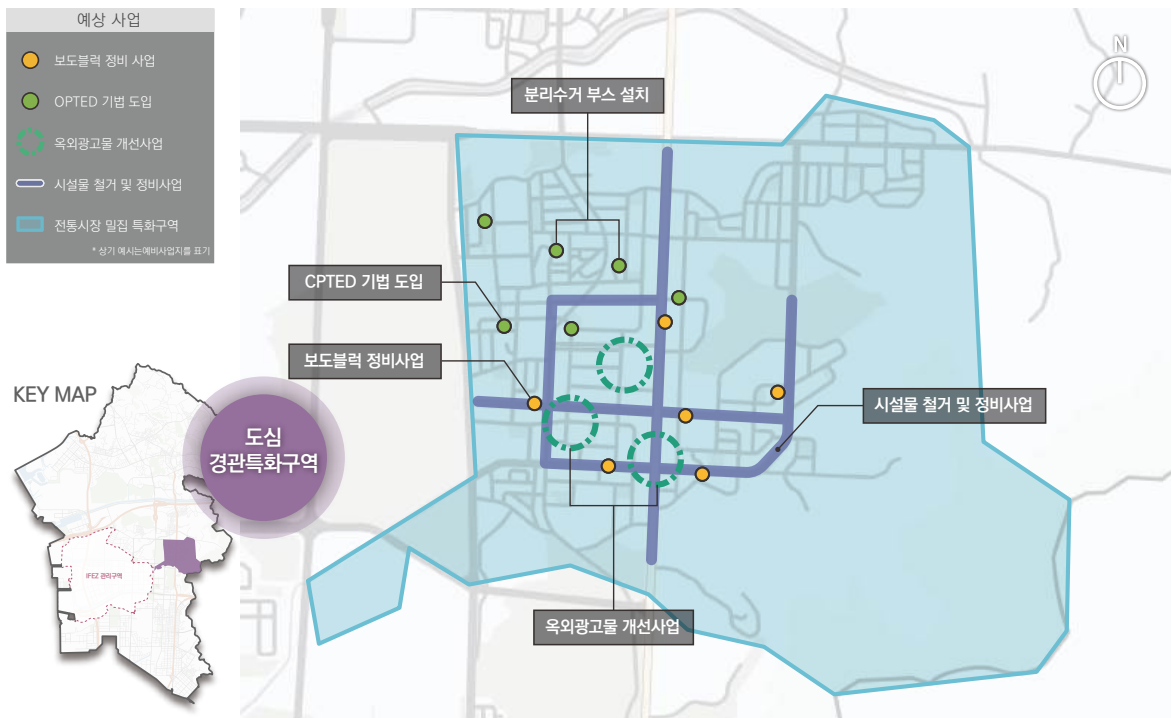 예상 사업
보도블럭 정비 사업
OPTED 기법 도입
옥외광고물 개선사업
시설물 철거 및 정비사업
전통시장 밀집 특화구역
* 상기 예시는예비사업지를 표기
N
분리수거 부스 설치
CPTED 기법 도입
보도블럭 정비사업
시설물 철거 및 정비사업
옥외광고물 개선사업
KEY MAP
도심
경관특화구역
IFEZ 관리구역